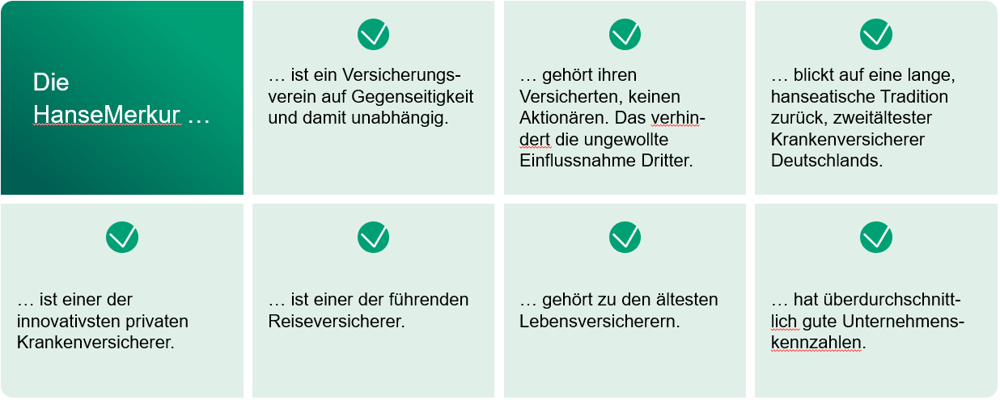 Die
HanseMerkur …
… ist ein Versicherungs-
verein auf Gegenseitigkeit
und damit unabhängig.
… gehört ihren
Versicherten, keinen
Aktionären. Das verhin-
dert die ungewollte
Einflussnahme Dritter.
… blickt auf eine lange,
hanseatische Tradition
zurück, zweitältester
Krankenversicherer
Deutschlands.
… ist einer der
innovativsten privaten
Krankenversicherer.
… ist einer der führenden
Reiseversicherer.
… gehört zu den ältesten
Lebensversicherern.
… hat überdurchschnitt-
lich gute Unternehmens-
kennzahlen.